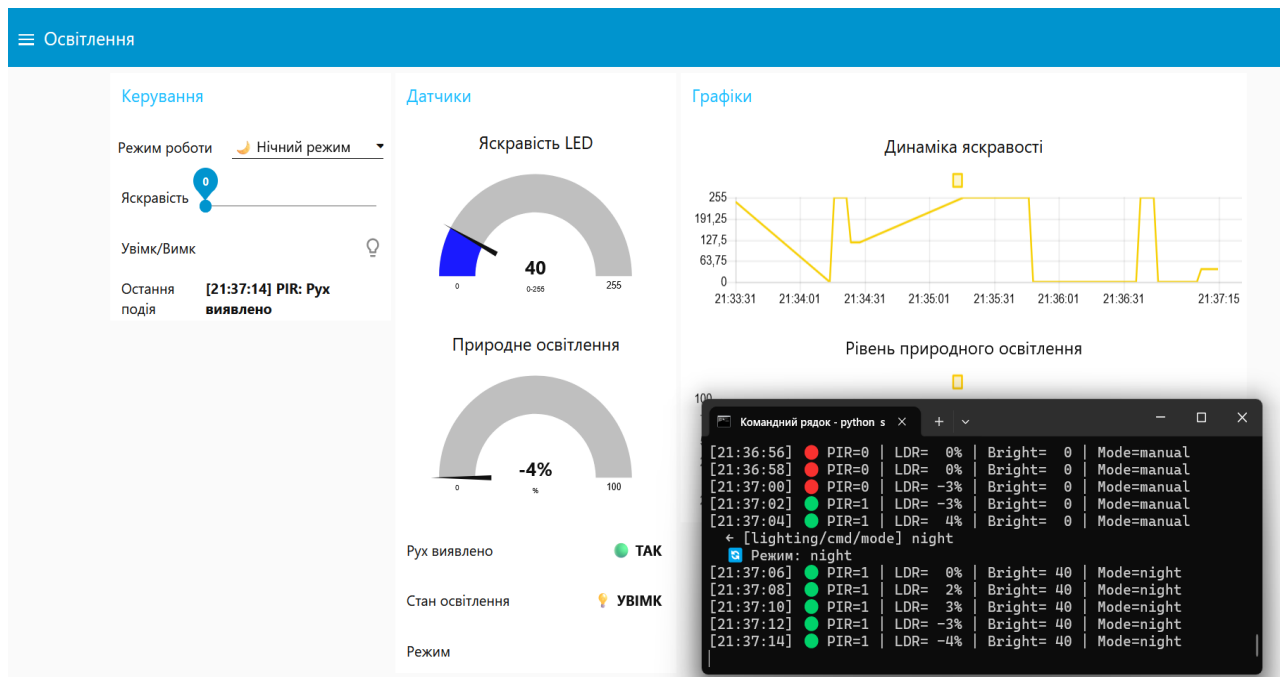 Освітлення
Керування
Режим роботи 🌙 Нічний режим
Яскравість 0
Увімк/Вимк
Остання подія [21:37:14] PIR: Рух виявлено
Датчики
Яскравість LED
40
0 0-255 255
Природне освітлення
-4%
0 % 100
Рух виявлено ТАК
Стан освітлення 💡 УВІМК
Режим
Графіки
Динаміка яскравості
255
191,25
127,5
63,75
0
21:33:31 21:34:01 21:34:31 21:35:01 21:35:31 21:36:01 21:36:31 21:37:15
Рівень природного освітлення
100
Командний рядок - python s
[21:36:56] 🔴 PIR=0 | LDR=  0% | Bright=  0 | Mode=manual
[21:36:58] 🔴 PIR=0 | LDR=  0% | Bright=  0 | Mode=manual
[21:37:00] 🔴 PIR=0 | LDR= -3% | Bright=  0 | Mode=manual
[21:37:02] 🟢 PIR=1 | LDR= -3% | Bright=  0 | Mode=manual
[21:37:04] 🟢 PIR=1 | LDR=  4% | Bright=  0 | Mode=manual
← [lighting/cmd/mode] night
🔄 Режим: night
[21:37:06] 🟢 PIR=1 | LDR=  0% | Bright= 40 | Mode=night
[21:37:08] 🟢 PIR=1 | LDR=  2% | Bright= 40 | Mode=night
[21:37:10] 🟢 PIR=1 | LDR=  3% | Bright= 40 | Mode=night
[21:37:12] 🟢 PIR=1 | LDR= -3% | Bright= 40 | Mode=night
[21:37:14] 🟢 PIR=1 | LDR= -4% | Bright= 40 | Mode=night